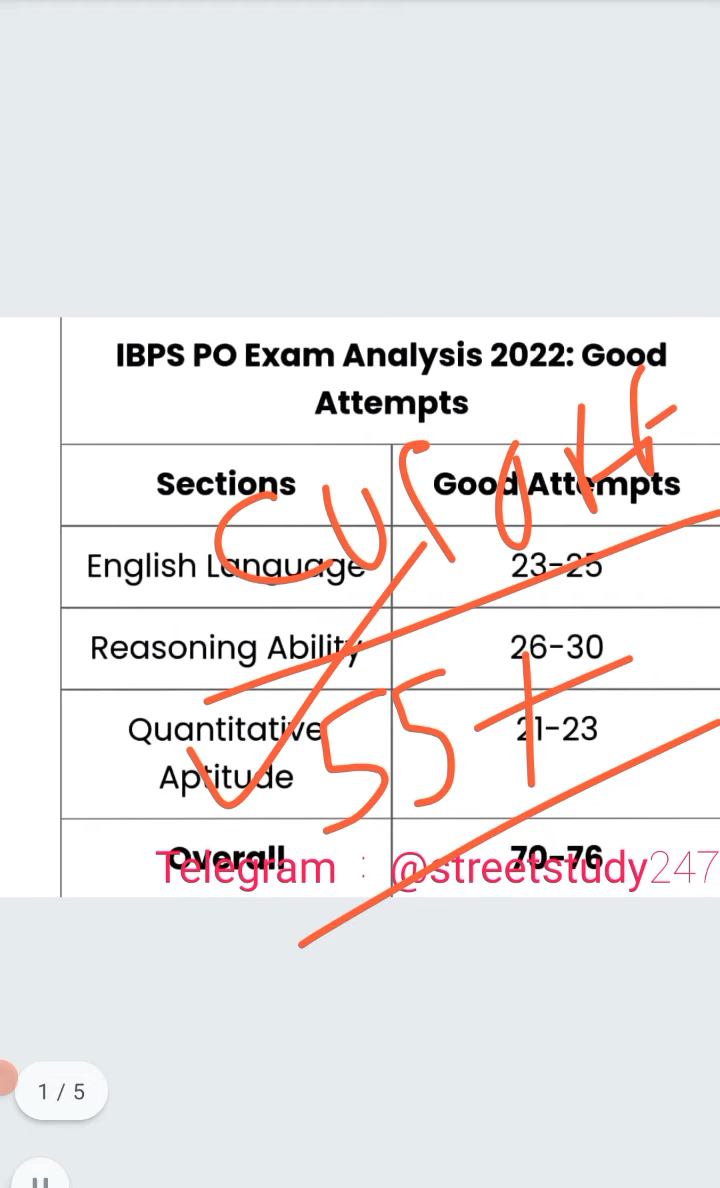 IBPS PO Exam Analysis 2022: Good
Attempts
Sections Good Attempts
English Language 23-25
Reasoning Ability 26-30
Quantitative
Aptitude 21-23
Overall 70-76
Telegram : @streetstudy247
CUTOFF
55+
1 / 5